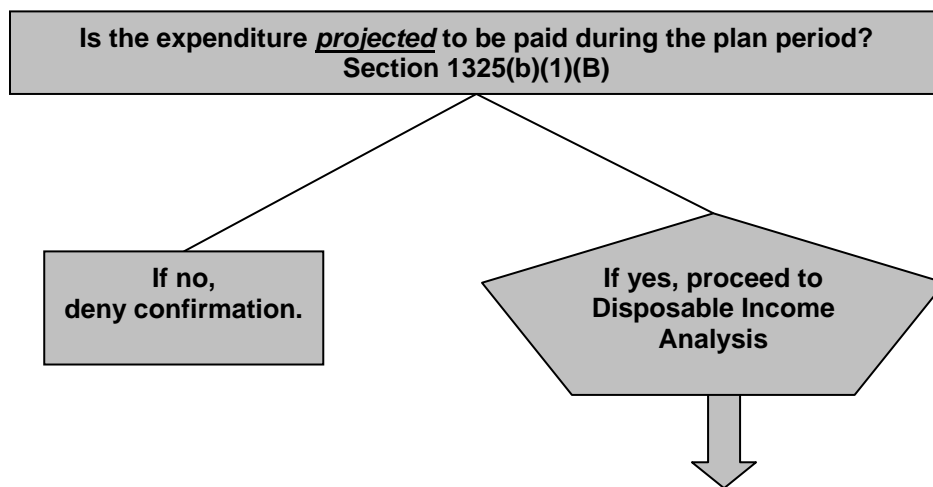 Is the expenditure projected to be paid during the plan period?
Section 1325(b)(1)(B)
If no,
deny confirmation.
If yes, proceed to
Disposable Income
Analysis